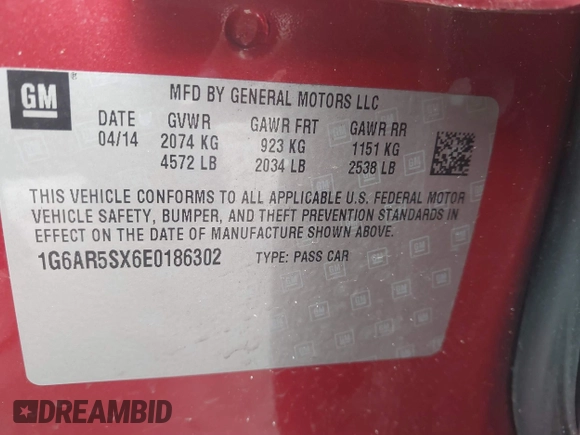 GM
MFD BY GENERAL MOTORS LLC
DATE GVWR GAWR FRT GAWR RR
04/14 2074 KG 923 KG 1151 KG
4572 LB 2034 LB 2538 LB
THIS VEHICLE CONFORMS TO ALL APPLICABLE U.S. FEDERAL MOTOR
VEHICLE SAFETY, BUMPER, AND THEFT PREVENTION STANDARDS IN
EFFECT ON THE DATE OF MANUFACTURE SHOWN ABOVE.
1G6AR5SX6E0186302 TYPE: PASS CAR
DREAMBID